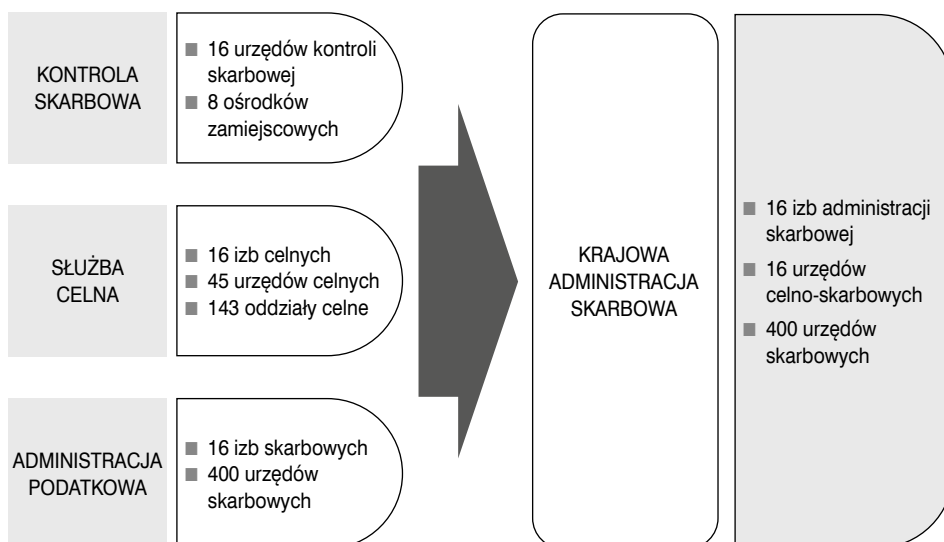 KONTROLA
SKARBOWA
■ 16 urzędów kontroli
skarbowej
■ 8 ośrodków
zamiejscowych
SŁUŻBA
CELNA
■ 16 izb celnych
■ 45 urzędów celnych
■ 143 oddziały celne
ADMINISTRACJA
PODATKOWA
■ 16 izb skarbowych
■ 400 urzędów
skarbowych
KRAJOWA
ADMINISTRACJA
SKARBOWA
■ 16 izb administracji
skarbowej
■ 16 urzędów
celno-skarbowych
■ 400 urzędów
skarbowych